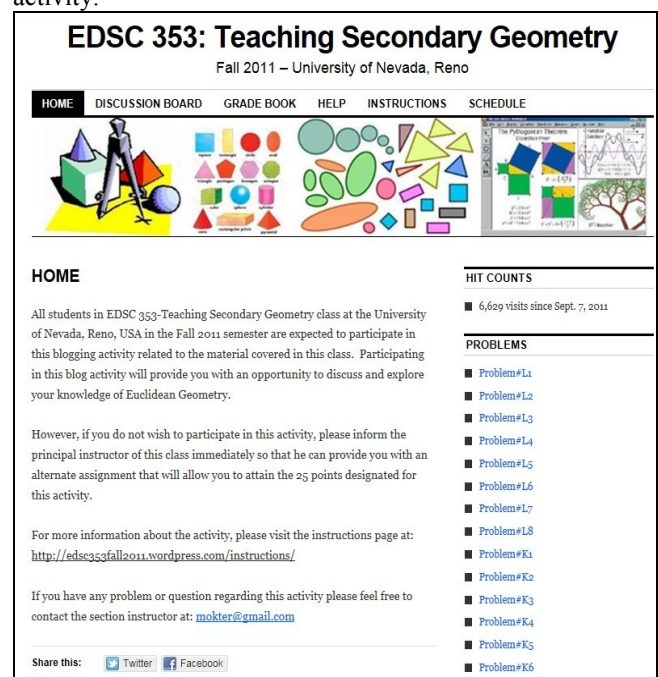 activity.
EDSC 353: Teaching Secondary Geometry
Fall 2011 – University of Nevada, Reno
HOME DISCUSSION BOARD GRADE BOOK HELP INSTRUCTIONS SCHEDULE
The Pythagorean Theorem
HOME
All students in EDSC 353-Teaching Secondary Geometry class at the University
of Nevada, Reno, USA in the Fall 2011 semester are expected to participate in
this blogging activity related to the material covered in this class. Participating
in this blog activity will provide you with an opportunity to discuss and explore
your knowledge of Euclidean Geometry.
However, if you do not wish to participate in this activity, please inform the
principal instructor of this class immediately so that he can provide you with an
alternate assignment that will allow you to attain the 25 points designated for
this activity.
For more information about the activity, please visit the instructions page at:
http://edsc353fall2011.wordpress.com/instructions/
If you have any problem or question regarding this activity please feel free to
contact the section instructor at: mokter@gmail.com
Share this: Twitter Facebook
HIT COUNTS
6,629 visits since Sept. 7, 2011
PROBLEMS
Problem#L1
Problem#L2
Problem#L3
Problem#L4
Problem#L5
Problem#L6
Problem#L7
Problem#L8
Problem#K1
Problem#K2
Problem#K3
Problem#K4
Problem#K5
Problem#K6